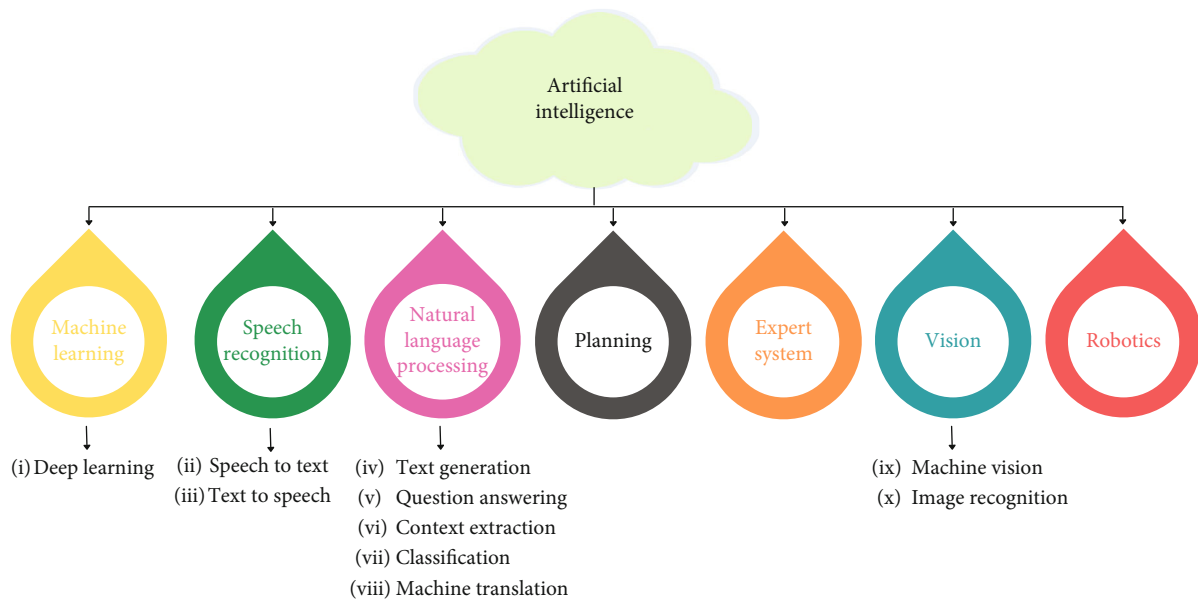 Artificial
intelligence
Machine
learning
Speech
recognition
Natural
language
processing
Planning
Expert
system
Vision
Robotics
(i) Deep learning
(ii) Speech to text
(iii) Text to speech
(iv) Text generation
(v) Question answering
(vi) Context extraction
(vii) Classification
(viii) Machine translation
(ix) Machine vision
(x) Image recognition